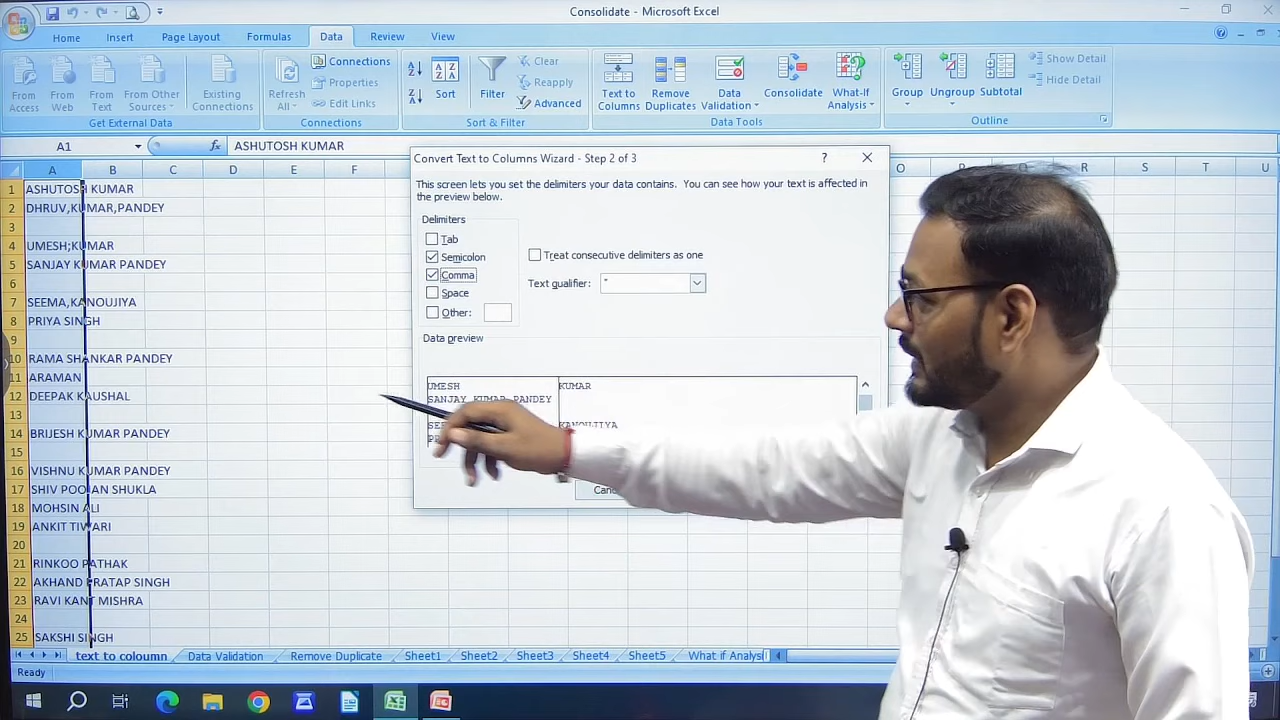 Consolidate - Microsoft Excel
Home Insert Page Layout Formulas Data Review View
From Access
From Web
From Text
From Other Sources
Existing Connections
Get External Data
Refresh All
Connections
Properties
Edit Links
Connections
Sort
Filter
Clear
Reapply
Advanced
Sort & Filter
Text to Columns
Remove Duplicates
Data Validation
Consolidate
What-If Analysis
Data Tools
Group
Ungroup
Subtotal
Show Detail
Hide Detail
Outline
A1 fx ASHUTOSH KUMAR
A B C D E F O R S T U
1 ASHUTOSH KUMAR
2 DHRUV,KUMAR,PANDEY
3
4 UMESH;KUMAR
5 SANJAY KUMAR PANDEY
7 SEEMA,KANOUJIYA
8 PRIYA SINGH
9
10 RAMA SHANKAR PANDEY
11 ARAMAN
12 DEEPAK KAUSHAL
13
14 BRIJESH KUMAR PANDEY
15
16 VISHNU KUMAR PANDEY
17 SHIV POOJAN SHUKLA
18 MOHSIN ALI
19 ANKIT TIWARI
20
21 RINKOO PATHAK
22 AKHAND PRATAP SINGH
23 RAVI KANT MISHRA
24
25 SAKSHI SINGH
Convert Text to Columns Wizard - Step 2 of 3
This screen lets you set the delimiters your data contains. You can see how your text is affected in
the preview below.
Delimiters
Tab
Semicolon
Comma
Space
Other:
Treat consecutive delimiters as one
Text qualifier: "
Data preview
UMESH KUMAR
SANJAY KUMAR PANDEY
KANOUJIYA
text to coloumn Data Validation Remove Duplicate Sheet1 Sheet2 Sheet3 Sheet4 Sheet5 What if Analys
Ready